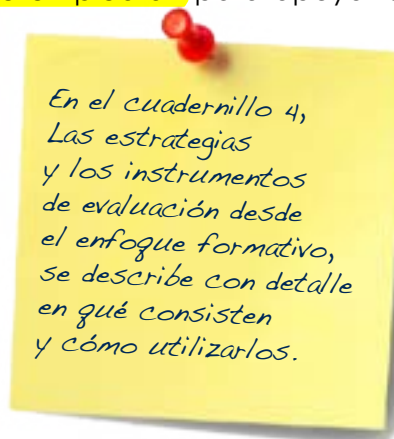 En el cuadernillo 4,
Las estrategias
y los instrumentos
de evaluación desde
el enfoque formativo,
se describe con detalle
en qué consisten
y cómo utilizarlos.